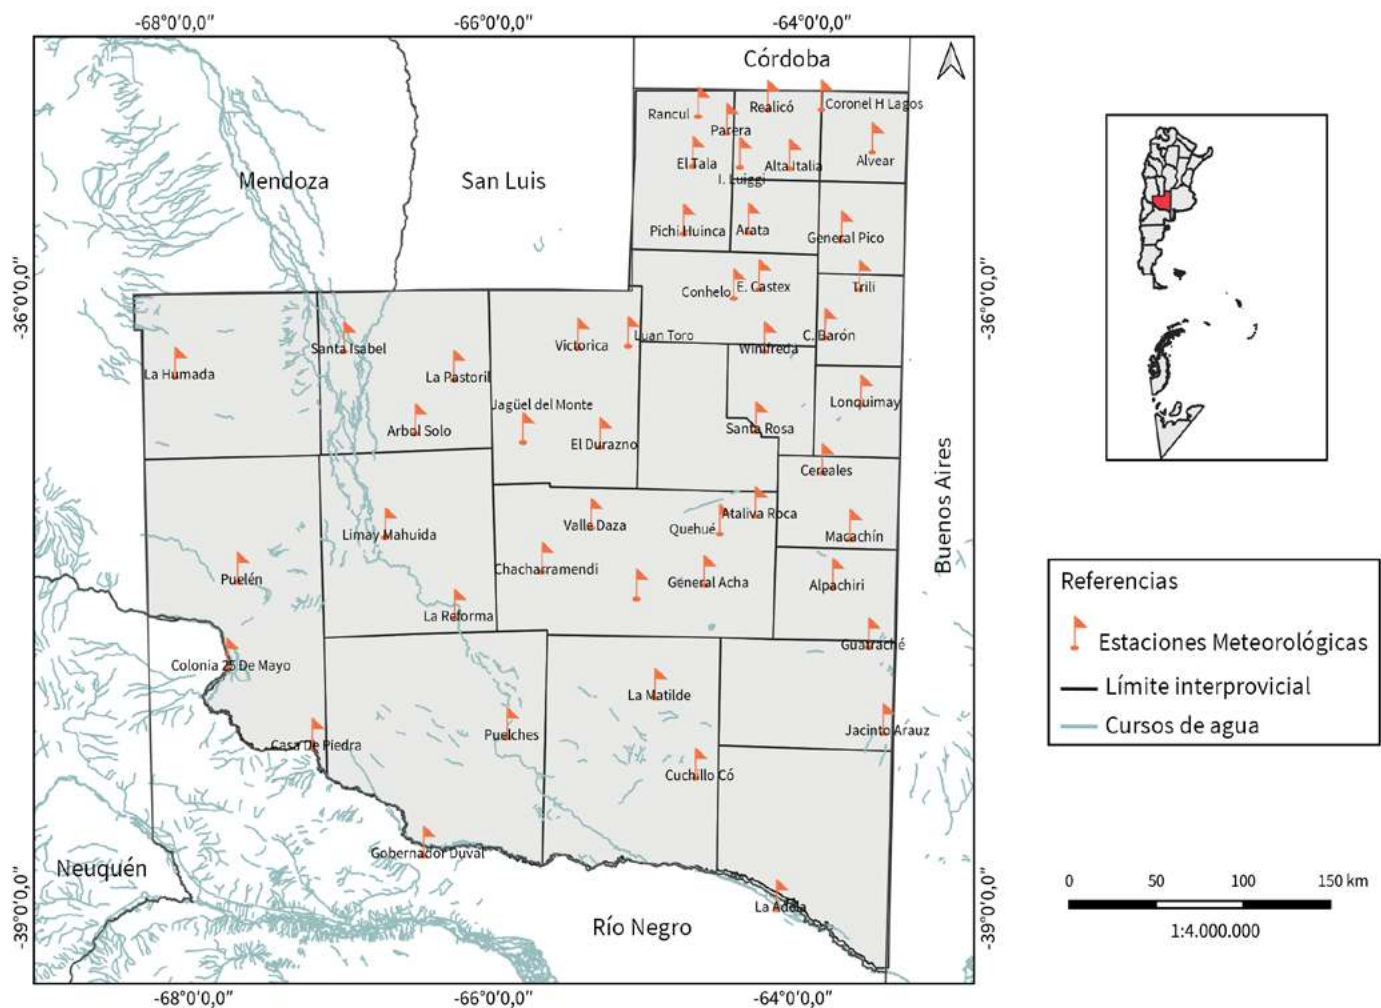 -68°0'0,0"
-66°0'0,0"
-64°0'0,0"
Córdoba
Rancul
Realicó
Coronel H Lagos
Parera
El Tala
I. Luiggi
Alta Italia
Alvear
Mendoza
San Luis
Pichi Huinca
Arata
General Pico
-36°0'0,0"
-36°0'0,0"
Conhelo
E. Castex
Trili
Santa Isabel
Victorica
Luan Toro
Winifreda
C. Barón
La Humada
La Pastoril
Jagüel del Monte
Lonquimay
Arbol Solo
El Durazno
Santa Rosa
Cereales
Buenos Aires
Limay Mahuida
Valle Daza
Quehué
Ataliva Roca
Macachín
Chacharramendi
Puelén
General Acha
Alpachiri
La Reforma
Guatraché
Colonia 25 De Mayo
La Matilde
Puelches
Jacinto Arauz
Casa De Piedra
Cuchillo Có
Gobernador Duval
Neuquén
La Adela
Río Negro
-39°0'0,0"
-39°0'0,0"
-68°0'0,0"
-66°0'0,0"
-64°0'0,0"
Referencias
Estaciones Meteorológicas
Límite interprovicial
Cursos de agua
0 50 100 150 km
1:4.000.000